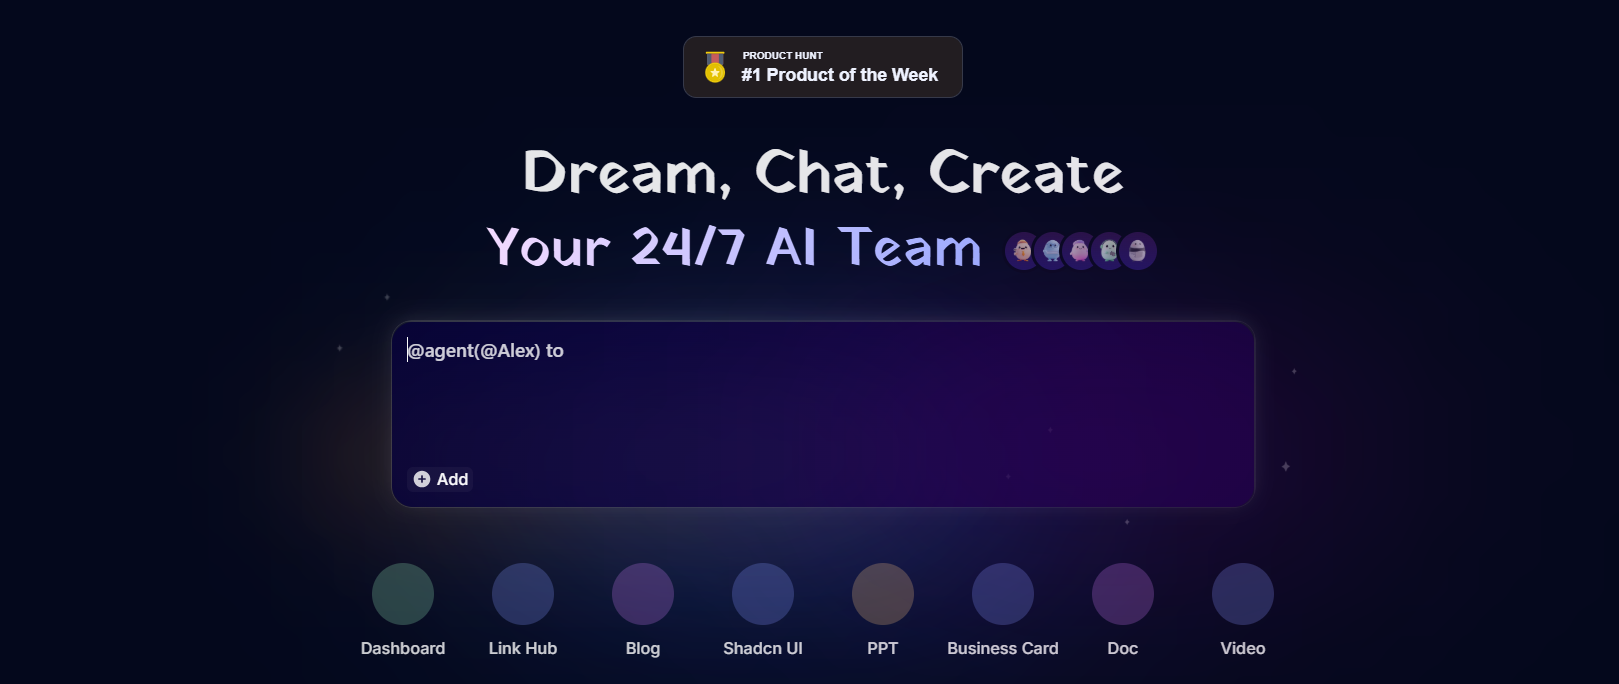 PRODUCT HUNT
#1 Product of the Week
Dream, Chat, Create
Your 24/7 AI Team
@agent(@Alex) to
Add
Dashboard
Link Hub
Blog
Shadcn UI
PPT
Business Card
Doc
Video